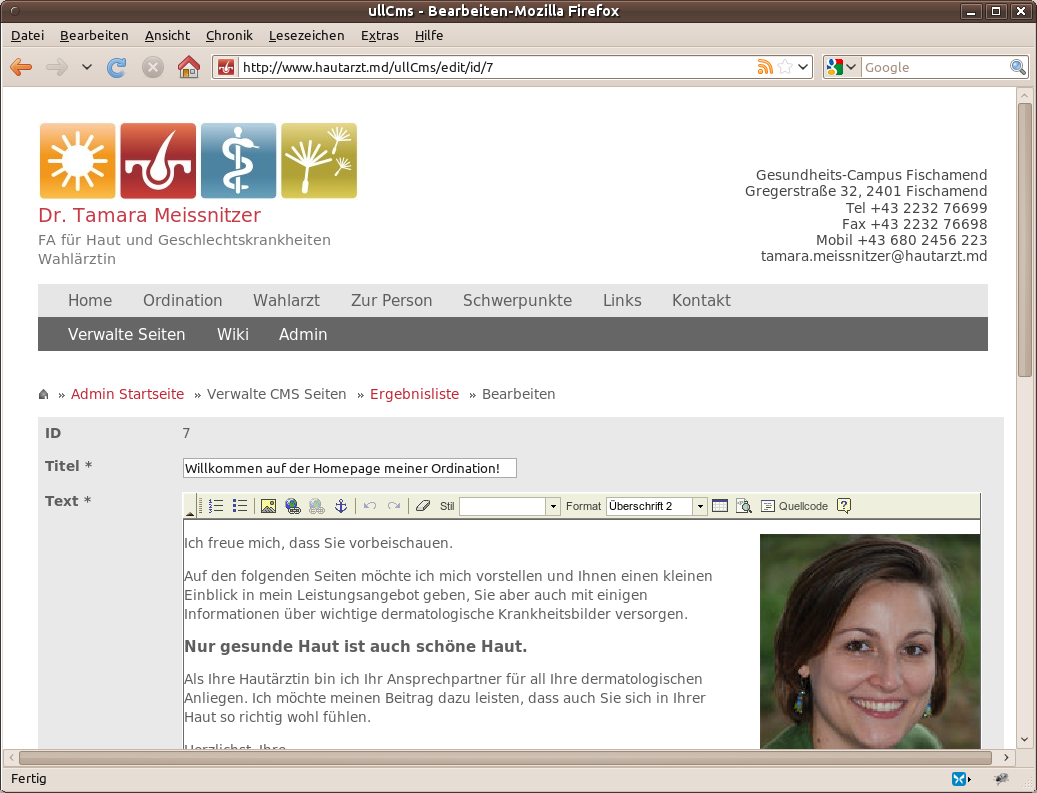 ullCms - Bearbeiten-Mozilla Firefox
Datei Bearbeiten Ansicht Chronik Lesezeichen Extras Hilfe
http://www.hautarzt.md/ullCms/edit/id/7
Google
Gesundheits-Campus Fischamend
Gregerstraße 32, 2401 Fischamend
Tel +43 2232 76699
Fax +43 2232 76698
Mobil +43 680 2456 223
tamara.meissnitzer@hautarzt.md
Dr. Tamara Meissnitzer
FA für Haut und Geschlechtskrankheiten
Wahlärztin
Home Ordination Wahlarzt Zur Person Schwerpunkte Links Kontakt
Verwalte Seiten Wiki Admin
» Admin Startseite » Verwalte CMS Seiten » Ergebnisliste » Bearbeiten
ID 7
Titel * Willkommen auf der Homepage meiner Ordination!
Text *
Stil Format Überschrift 2 Quellcode
Ich freue mich, dass Sie vorbeischauen.
Auf den folgenden Seiten möchte ich mich vorstellen und Ihnen einen kleinen
Einblick in mein Leistungsangebot geben, Sie aber auch mit einigen
Informationen über wichtige dermatologische Krankheitsbilder versorgen.
Nur gesunde Haut ist auch schöne Haut.
Als Ihre Hautärztin bin ich Ihr Ansprechpartner für all Ihre dermatologischen
Anliegen. Ich möchte meinen Beitrag dazu leisten, dass auch Sie sich in Ihrer
Haut so richtig wohl fühlen.
Herzlichst, Ihre
Fertig